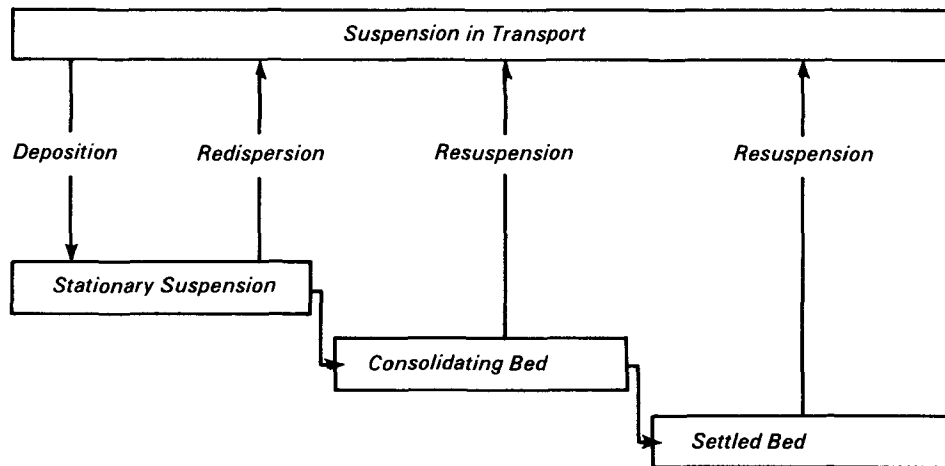 Suspension in Transport
Deposition
Redispersion
Resuspension
Resuspension
Stationary Suspension
Consolidating Bed
Settled Bed